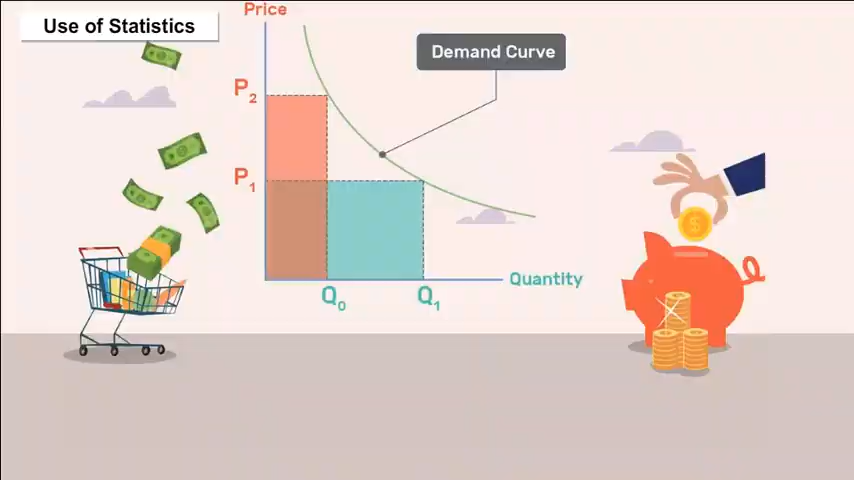 Use of Statistics
Price
Demand Curve
P2
P1
Quantity
Q0
Q1
$